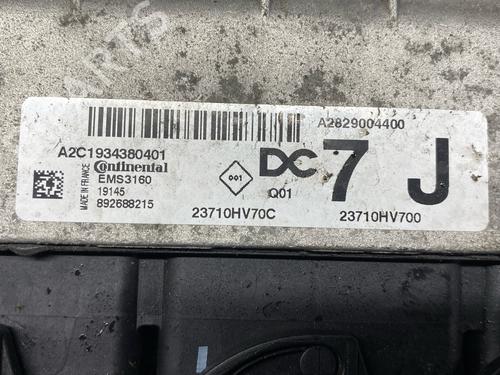 A2829004400
A2C1934380401
Continental
EMS3160
19145
892688215
MADE IN FRANCE
001
DC 7 J
Q01
23710HV70C
23710HV700